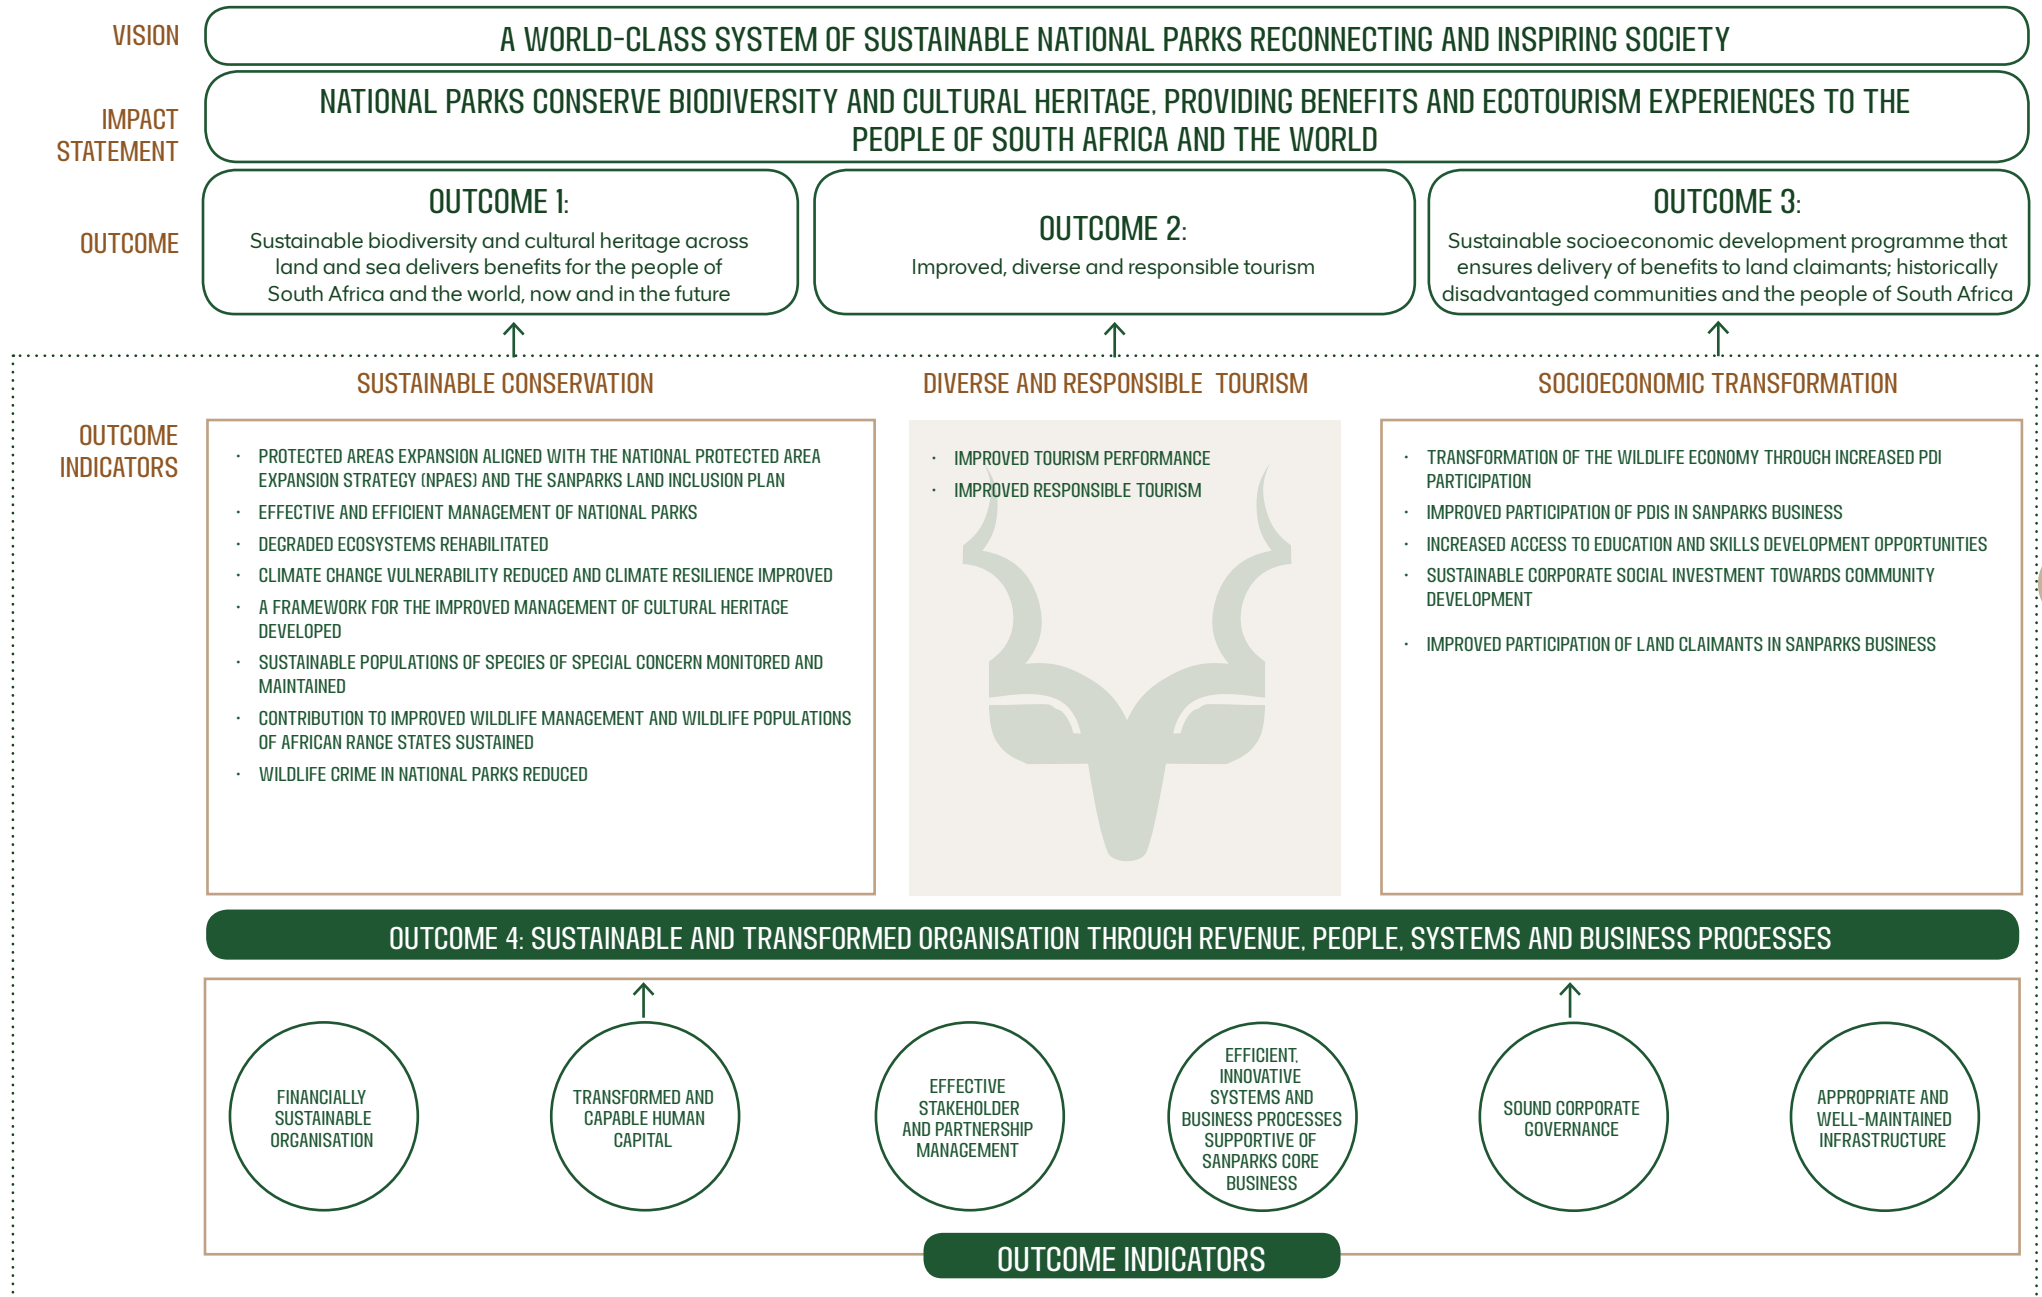 VISION
A WORLD-CLASS SYSTEM OF SUSTAINABLE NATIONAL PARKS RECONNECTING AND INSPIRING SOCIETY
IMPACT
STATEMENT
NATIONAL PARKS CONSERVE BIODIVERSITY AND CULTURAL HERITAGE, PROVIDING BENEFITS AND ECOTOURISM EXPERIENCES TO THE
PEOPLE OF SOUTH AFRICA AND THE WORLD
OUTCOME
OUTCOME 1:
Sustainable biodiversity and cultural heritage across
land and sea delivers benefits for the people of
South Africa and the world, now and in the future
OUTCOME 2:
Improved, diverse and responsible tourism
OUTCOME 3:
Sustainable socioeconomic development programme that
ensures delivery of benefits to land claimants; historically
disadvantaged communities and the people of South Africa
OUTCOME
INDICATORS
SUSTAINABLE CONSERVATION
· PROTECTED AREAS EXPANSION ALIGNED WITH THE NATIONAL PROTECTED AREA
EXPANSION STRATEGY (NPAES) AND THE SANPARKS LAND INCLUSION PLAN
· EFFECTIVE AND EFFICIENT MANAGEMENT OF NATIONAL PARKS
· DEGRADED ECOSYSTEMS REHABILITATED
· CLIMATE CHANGE VULNERABILITY REDUCED AND CLIMATE RESILIENCE IMPROVED
· A FRAMEWORK FOR THE IMPROVED MANAGEMENT OF CULTURAL HERITAGE
DEVELOPED
· SUSTAINABLE POPULATIONS OF SPECIES OF SPECIAL CONCERN MONITORED AND
MAINTAINED
· CONTRIBUTION TO IMPROVED WILDLIFE MANAGEMENT AND WILDLIFE POPULATIONS
OF AFRICAN RANGE STATES SUSTAINED
· WILDLIFE CRIME IN NATIONAL PARKS REDUCED
DIVERSE AND RESPONSIBLE TOURISM
· IMPROVED TOURISM PERFORMANCE
· IMPROVED RESPONSIBLE TOURISM
SOCIOECONOMIC TRANSFORMATION
· TRANSFORMATION OF THE WILDLIFE ECONOMY THROUGH INCREASED PDI
PARTICIPATION
· IMPROVED PARTICIPATION OF PDIS IN SANPARKS BUSINESS
· INCREASED ACCESS TO EDUCATION AND SKILLS DEVELOPMENT OPPORTUNITIES
· SUSTAINABLE CORPORATE SOCIAL INVESTMENT TOWARDS COMMUNITY
DEVELOPMENT
· IMPROVED PARTICIPATION OF LAND CLAIMANTS IN SANPARKS BUSINESS
OUTCOME 4: SUSTAINABLE AND TRANSFORMED ORGANISATION THROUGH REVENUE, PEOPLE, SYSTEMS AND BUSINESS PROCESSES
FINANCIALLY
SUSTAINABLE
ORGANISATION
TRANSFORMED AND
CAPABLE HUMAN
CAPITAL
EFFECTIVE
STAKEHOLDER
AND PARTNERSHIP
MANAGEMENT
EFFICIENT,
INNOVATIVE
SYSTEMS AND
BUSINESS PROCESSES
SUPPORTIVE OF
SANPARKS CORE
BUSINESS
SOUND CORPORATE
GOVERNANCE
APPROPRIATE AND
WELL-MAINTAINED
INFRASTRUCTURE
OUTCOME INDICATORS